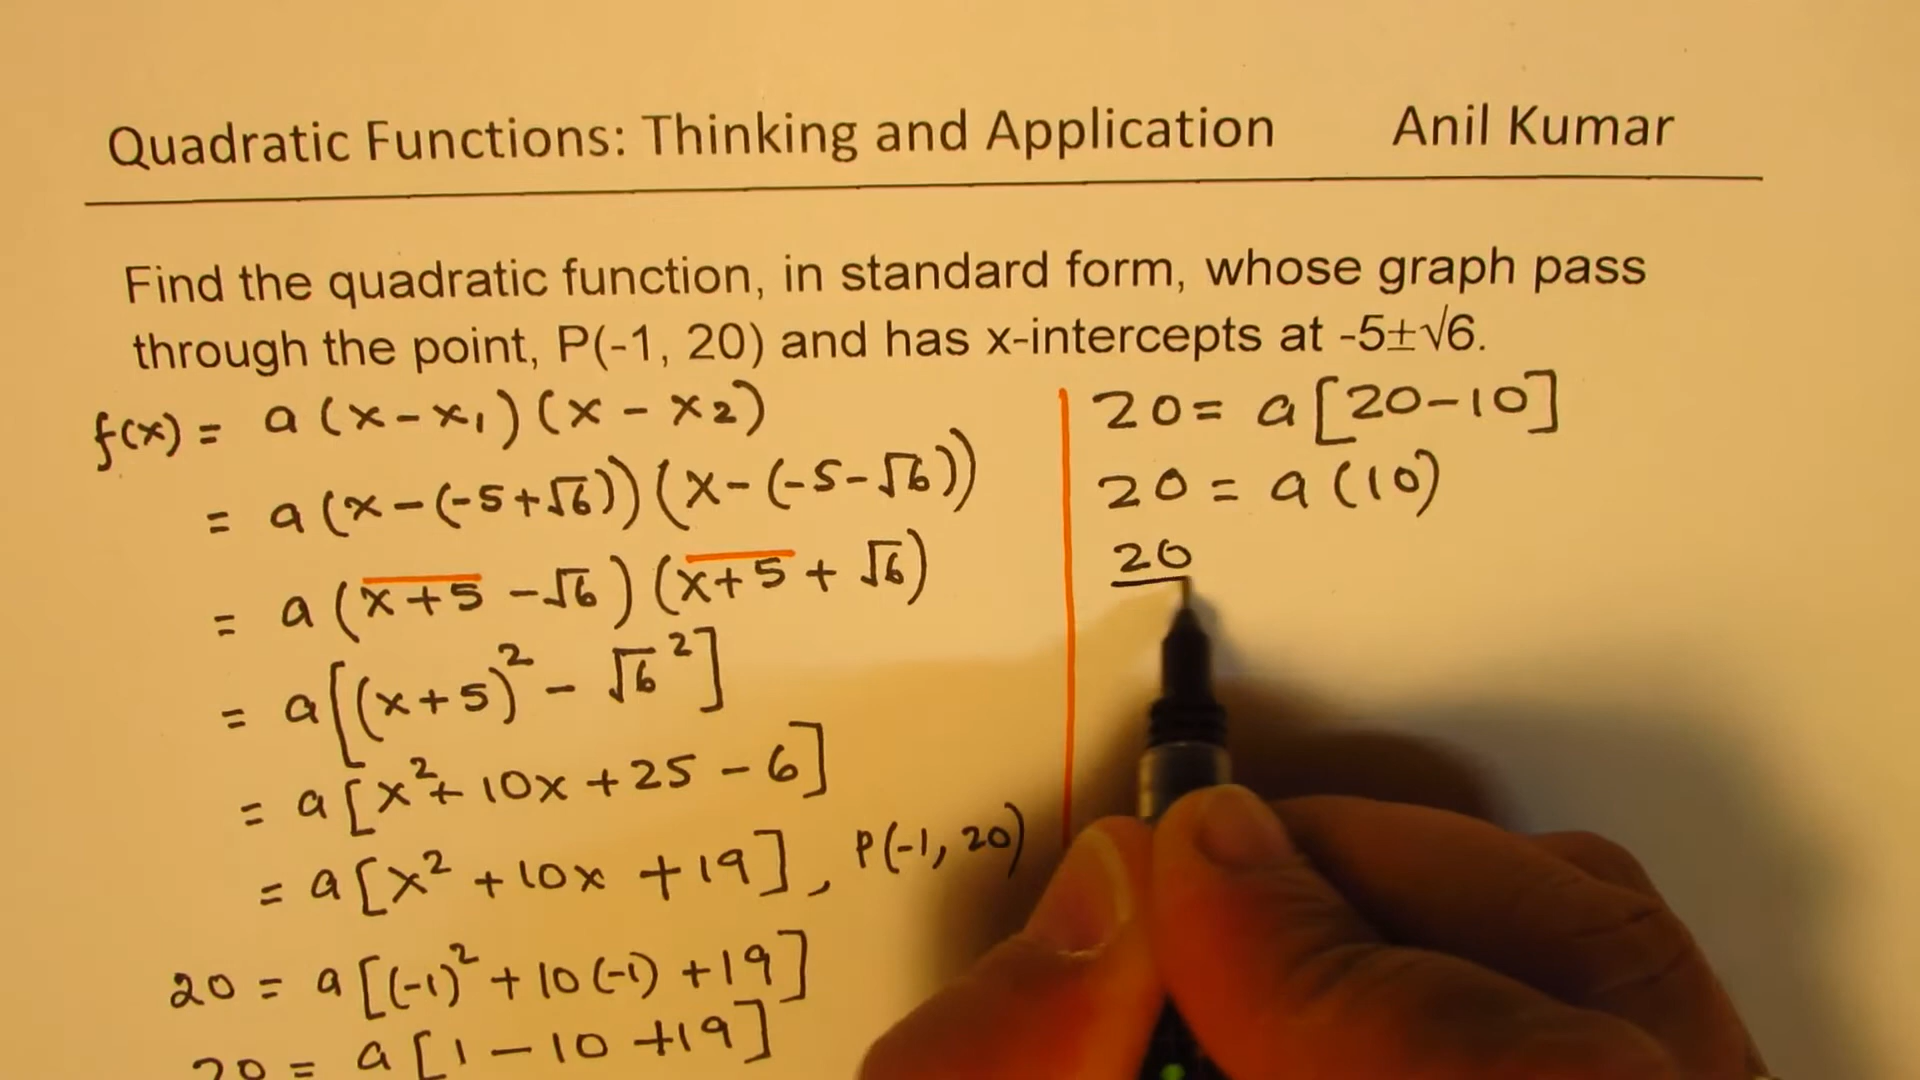 Quadratic Functions: Thinking and Application Anil Kumar
Find the quadratic function, in standard form, whose graph pass
through the point, P(-1, 20) and has x-intercepts at -5±√6.
f(x) = a(x-x₁)(x-x₂)
= a(x-(-5+√6))(x-(-5-√6))
= a(x+5-√6)(x+5+√6)
= a[(x+5)²-√6²]
= a[x²+10x+25-6]
= a[x²+10x+19], P(-1, 20)
20 = a[(-1)²+10(-1)+19]
20 = a[1-10+19]
20 = a[20-10]
20 = a(10)
20